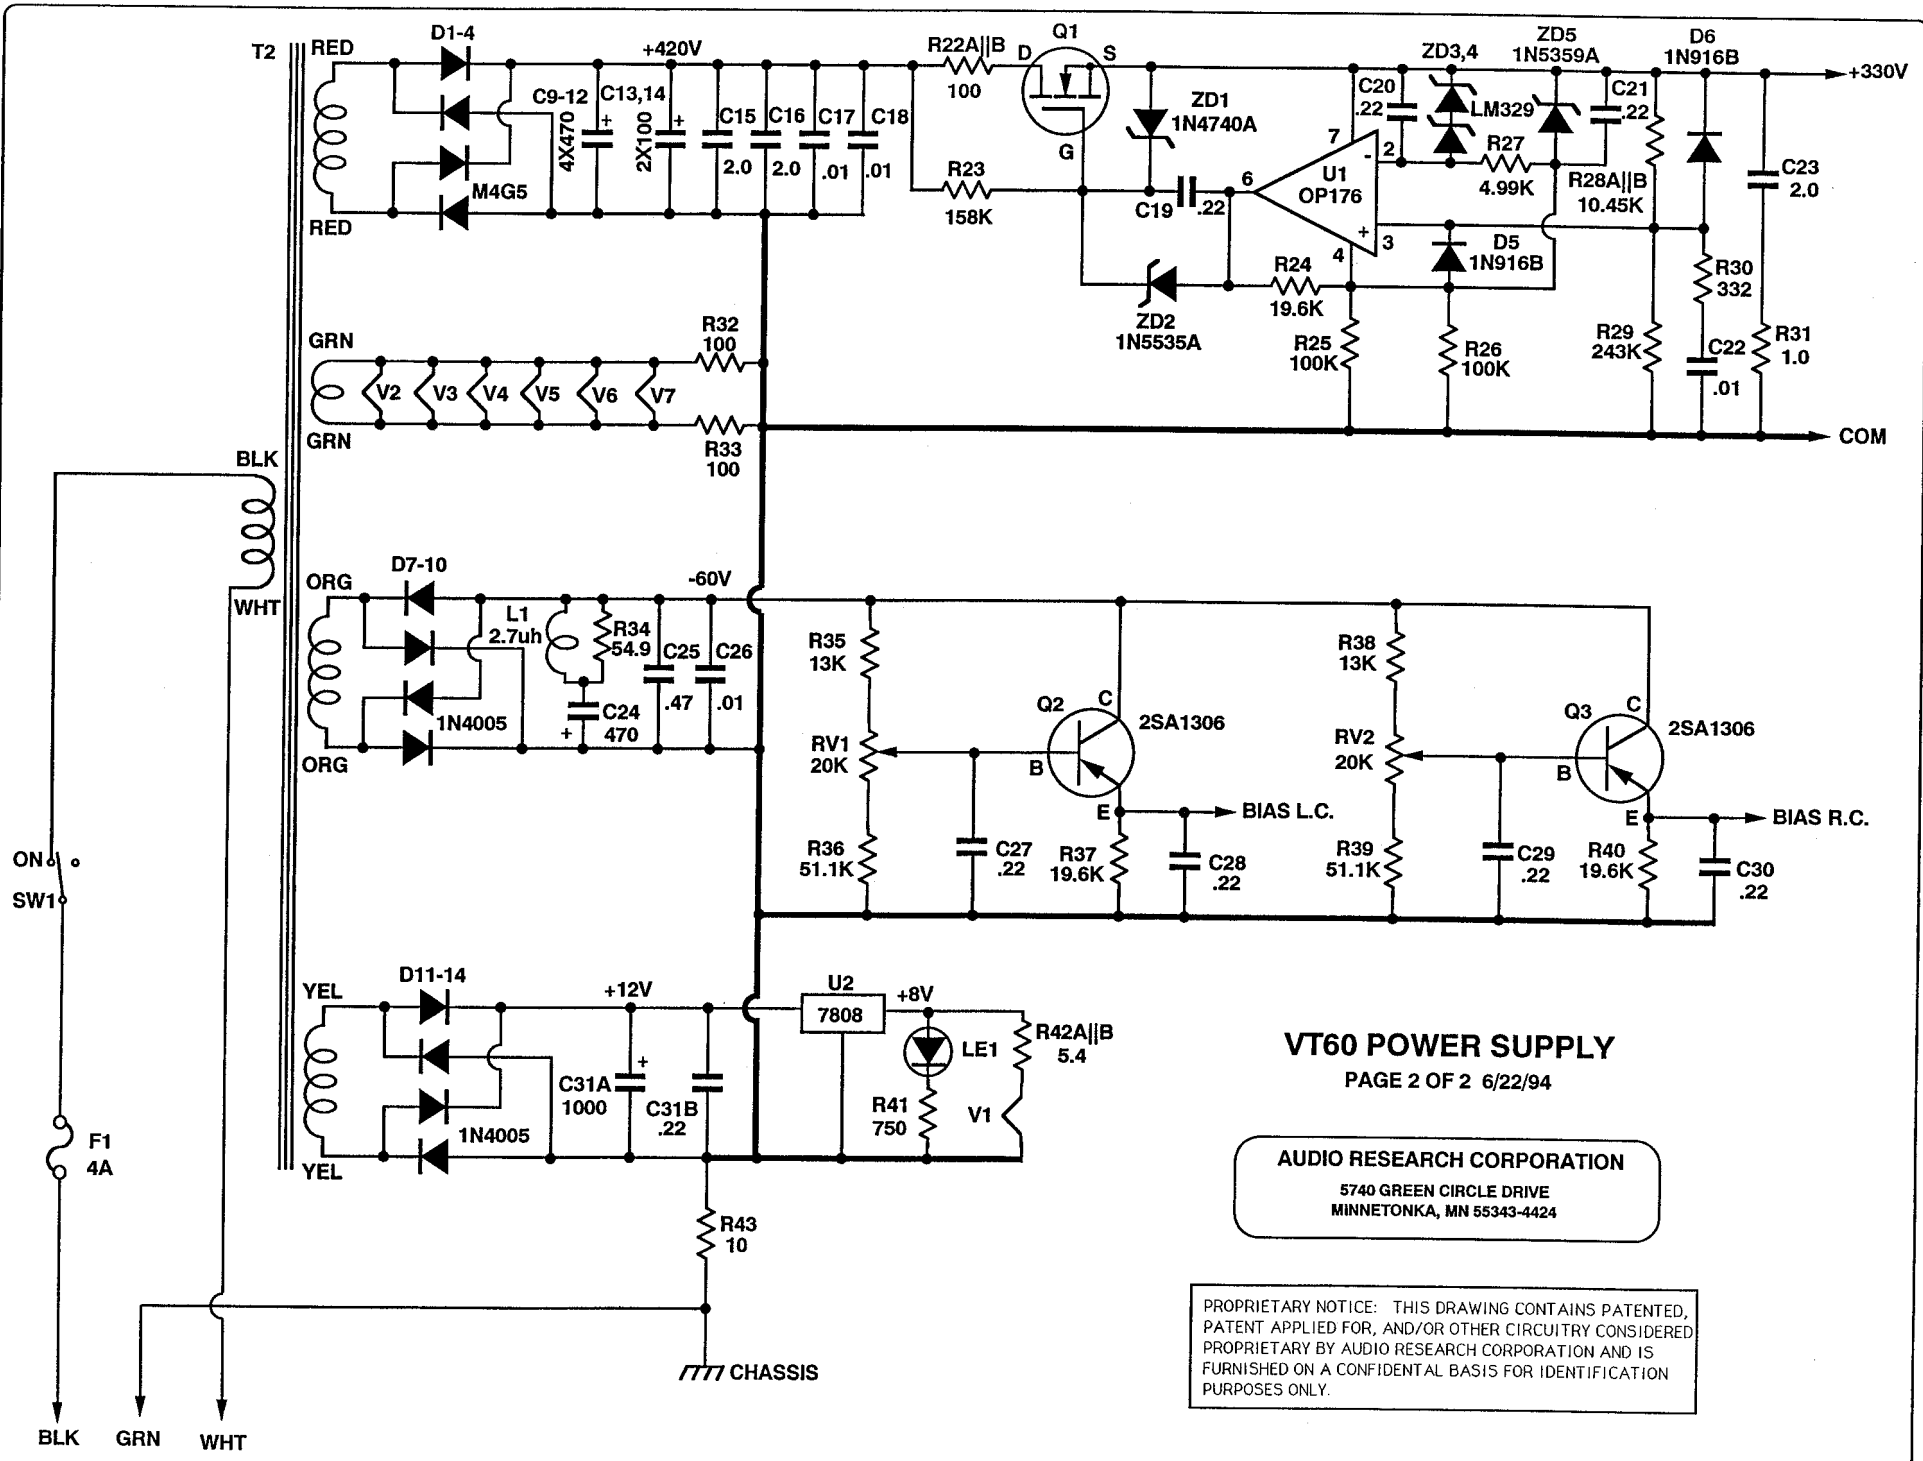 T2
RED
D1-4
+420V
C9-12
4X470
+
C13,14
2X100
+
C15
2.0
C16
2.0
C17
.01
C18
.01
M4G5
RED
R22A||B
100
D
Q1
S
G
R23
158K
ZD1
1N4740A
C19
.22
ZD2
1N5535A
6
7
U1
OP176
-
2
+
3
4
C20
.22
ZD3,4
LM329
ZD5
1N5359A
C21
.22
D6
1N916B
+330V
R27
4.99K
R28A||B
10.45K
C23
2.0
D5
1N916B
R24
19.6K
R25
100K
R26
100K
R29
243K
R30
332
C22
.01
R31
1.0
COM
GRN
V2
V3
V4
V5
V6
V7
R32
100
GRN
R33
100
BLK
WHT
ORG
D7-10
-60V
L1
2.7uh
R34
54.9
C25
.47
C26
.01
1N4005
C24
470
+
ORG
R35
13K
RV1
20K
R36
51.1K
Q2
C
2SA1306
B
E
BIAS L.C.
C27
.22
R37
19.6K
C28
.22
R38
13K
RV2
20K
R39
51.1K
Q3
C
2SA1306
B
E
BIAS R.C.
C29
.22
R40
19.6K
C30
.22
ON
SW1
F1
4A
YEL
D11-14
+12V
U2
7808
+8V
LE1
R42A||B
5.4
C31A
1000
+
C31B
.22
R41
750
V1
1N4005
YEL
R43
10
CHASSIS
BLK
GRN
WHT
VT60 POWER SUPPLY
PAGE 2 OF 2 6/22/94
AUDIO RESEARCH CORPORATION
5740 GREEN CIRCLE DRIVE
MINNETONKA, MN 55343-4424
PROPRIETARY NOTICE: THIS DRAWING CONTAINS PATENTED,
PATENT APPLIED FOR, AND/OR OTHER CIRCUITRY CONSIDERED
PROPRIETARY BY AUDIO RESEARCH CORPORATION AND IS
FURNISHED ON A CONFIDENTAL BASIS FOR IDENTIFICATION
PURPOSES ONLY.